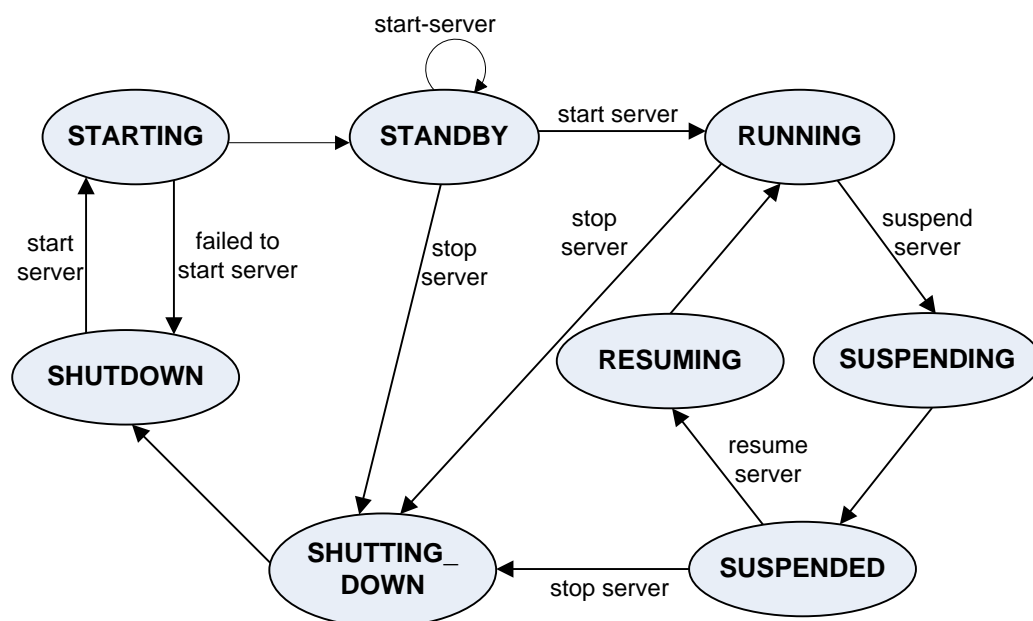 start-server
STARTING
STANDBY
start server
RUNNING
start
server
failed to
start server
stop
server
stop
server
suspend
server
SHUTDOWN
RESUMING
SUSPENDING
resume
server
SHUTTING_
DOWN
stop server
SUSPENDED